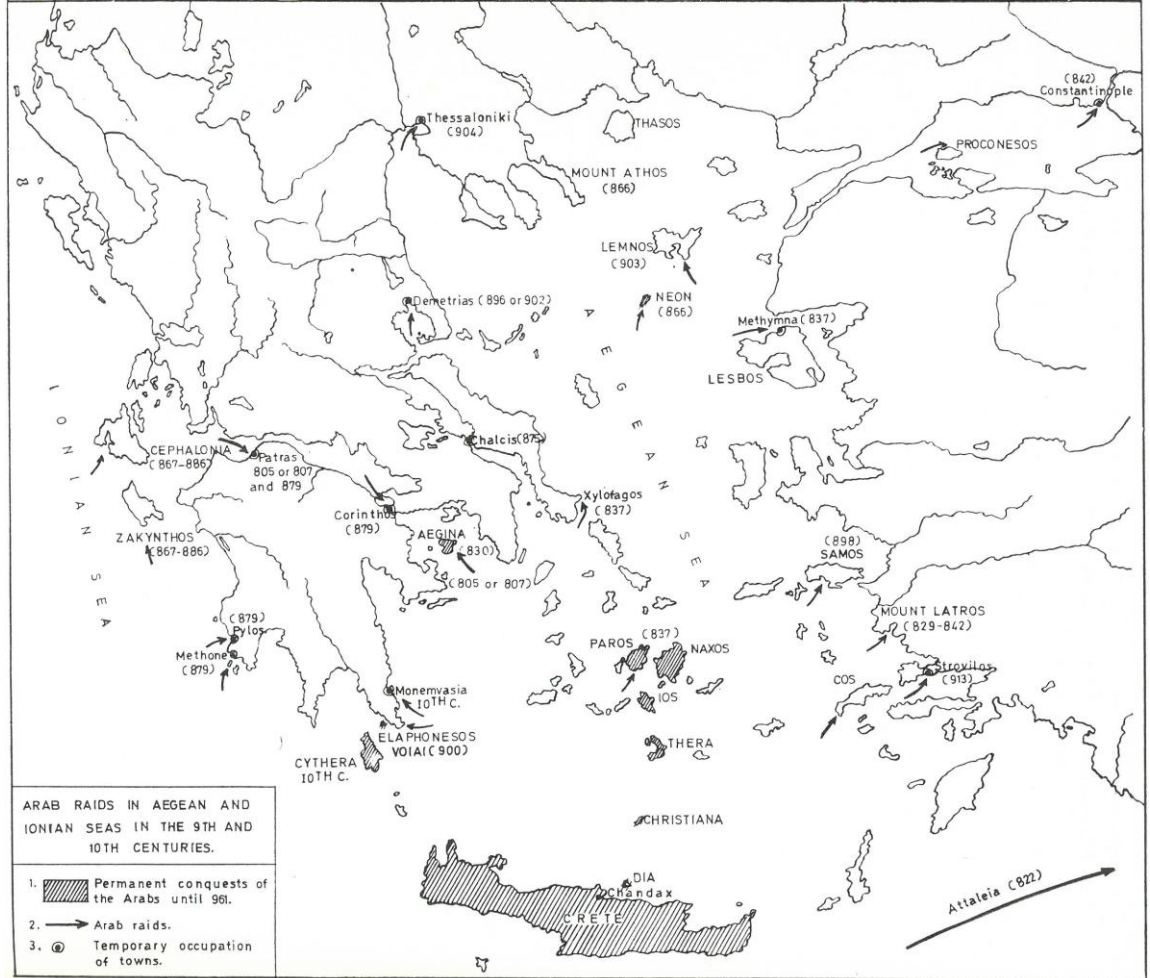 (842)
Constantinople
Thessaloniki
(904)
THASOS
PROCONESOS
MOUNT ATHOS
(866)
LEMNOS
(903)
Demetrias (896 or 902)
NEON
(866)
Methymna (837)
LESBOS
AEGEAN SEA
IONIAN SEA
CEPHALONIA
(867-886)
Patras
805 or 807
and 879
Chalcis (875)
Xylofagos
(837)
Corinthos
(879)
AEGINA
(830)
(805 or 807)
ZAKYNTHOS
(867-886)
(898)
SAMOS
MOUNT LATROS
(829-842)
(879)
Pylos
Methone
(879)
PAROS
(837)
NAXOS
IOS
COS
Strovilos
(913)
Monemvasia
10TH C.
ELAPHONESOS
VOIAI (900)
CYTHERA
10TH C.
THERA
CHRISTIANA
DIA
Chandax
CRETE
Attaleia (822)
ARAB RAIDS IN AEGEAN AND
IONIAN SEAS IN THE 9TH AND
10TH CENTURIES.
1. Permanent conquests of
the Arabs until 961.
2. Arab raids.
3. Temporary occupation
of towns.